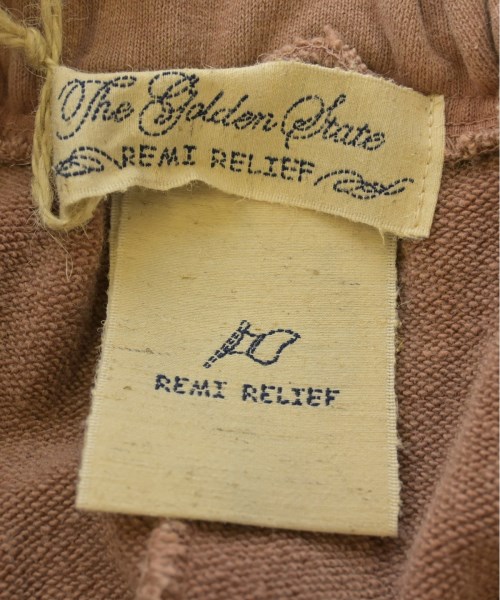 The Golden State
REMI RELIEF
REMI RELIEF